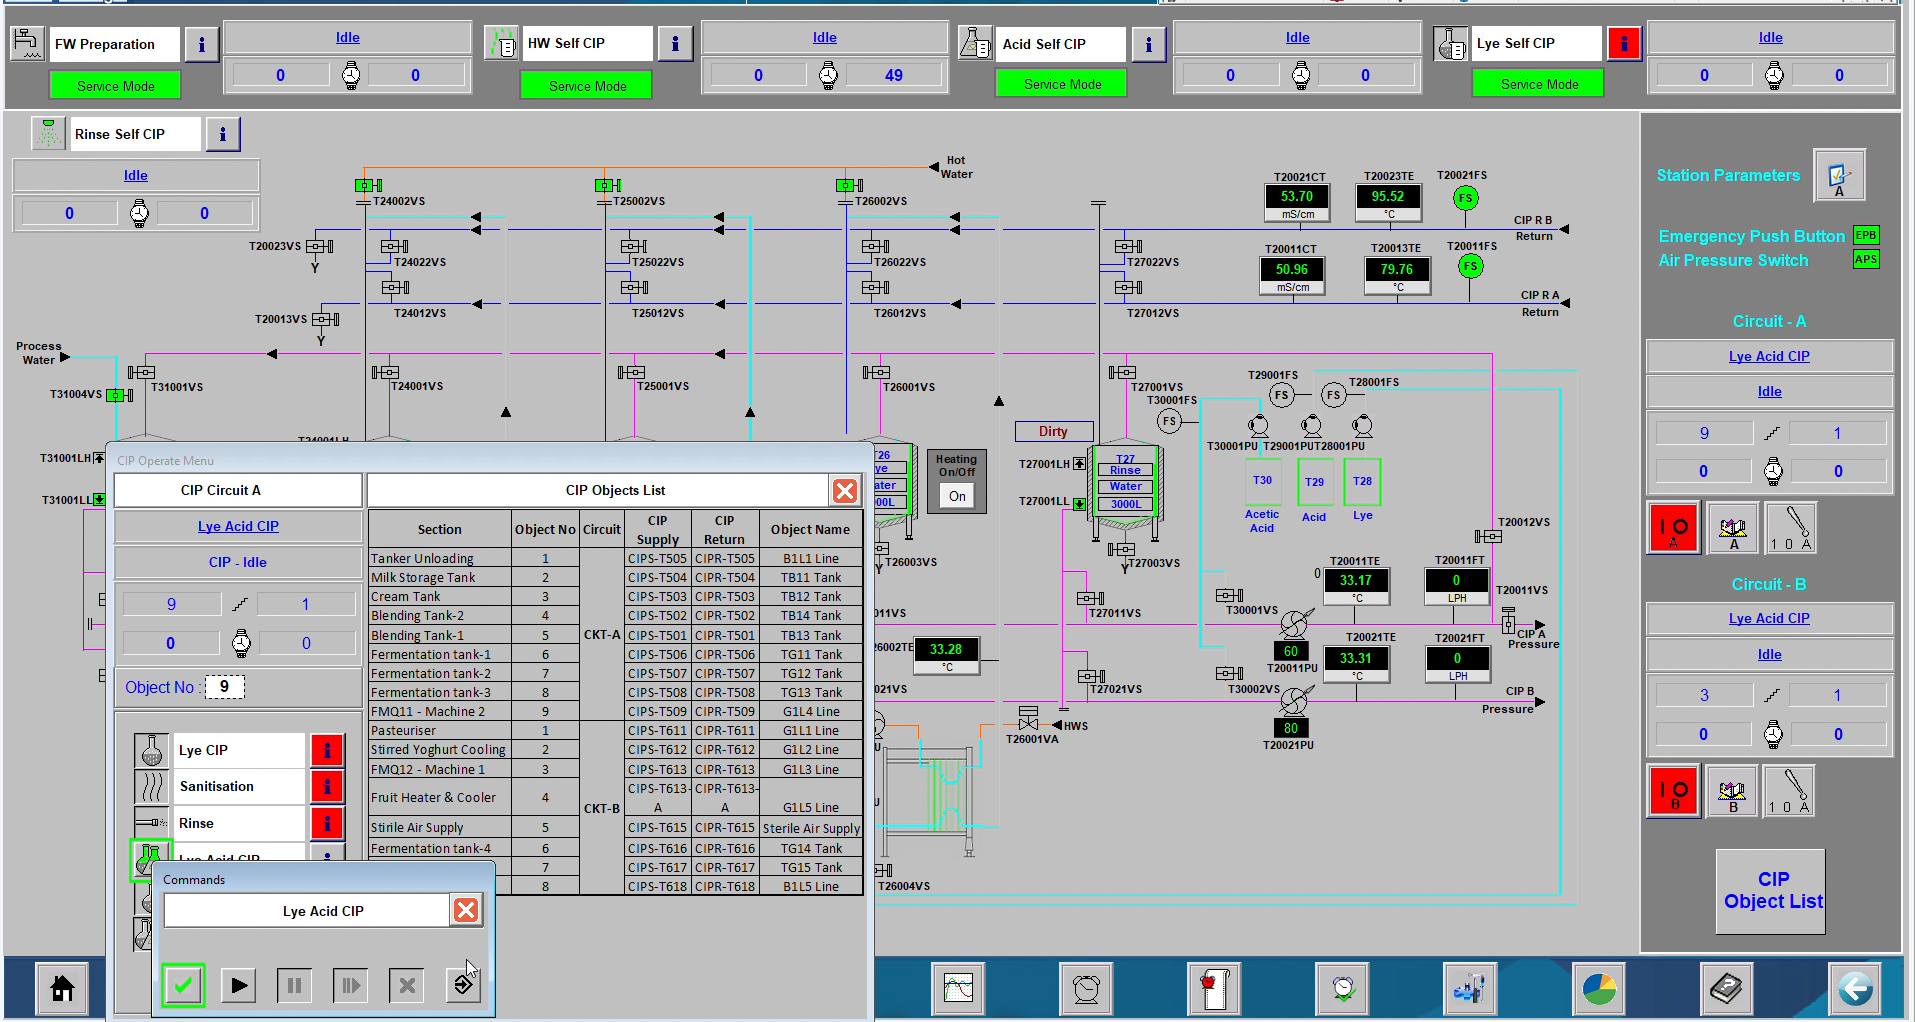 FW Preparation
Service Mode
Idle
0 0
HW Self CIP
Service Mode
Idle
0 49
Acid Self CIP
Service Mode
Idle
0 0
Lye Self CIP
Service Mode
Idle
0 0
Rinse Self CIP
Idle
0 0
Hot
Water
T24002VS
T25002VS
T26002VS
T20023VS
Y
T24022VS
T25022VS
T26022VS
T27022VS
T20013VS
Y
T24012VS
T25012VS
T26012VS
T27012VS
T20021CT
53.70
mS/cm
T20023TE
95.52
°C
T20021FS
FS
CIP R B
Return
T20011CT
50.96
mS/cm
T20013TE
79.76
°C
T20011FS
FS
CIP R A
Return
Process
Water
T31001VS
T24001VS
T25001VS
T26001VS
T27001VS
T31004VS
T31001LH
T31001LL
T24001LH
T30001FS
FS
T29001FS
FS
T28001FS
FS
T30001PU
T29001PU
T28001PU
T30
T29
T28
Acetic
Acid
Acid
Lye
Dirty
T27001LH
T27001LL
T27
Rinse
Water
3000L
Heating
On/Off
On
T26003VS
Y
T27003VS
Y
T27011VS
T27021VS
33.28
°C
T26001VA
HWS
T26004VS
T30001VS
T30002VS
60
T20011PU
80
T20021PU
0
T20011TE
33.17
°C
T20011FT
0
LPH
T20021TE
33.31
°C
T20021FT
0
LPH
T20012VS
T20011VS
CIP A
Pressure
CIP B
Pressure
Station Parameters
A
Emergency Push Button EPB
Air Pressure Switch APS
Circuit - A
Lye Acid CIP
Idle
9 1
0 0
I O
A
A
1 0 A
Circuit - B
Lye Acid CIP
Idle
3 1
0 0
I O
B
B
1 0 A
CIP
Object List
CIP Operate Menu
CIP Circuit A
Lye Acid CIP
CIP - Idle
9 1
0 0
Object No : 9
Lye CIP
Sanitisation
Rinse
Lye Acid CIP
CIP Objects List
Section Object No Circuit CIP Supply CIP Return Object Name
Tanker Unloading 1 CIPS-T505 CIPR-T505 B1L1 Line
Milk Storage Tank 2 CIPS-T504 CIPR-T504 TB11 Tank
Cream Tank 3 CIPS-T503 CIPR-T503 TB12 Tank
Blending Tank-2 4 CIPS-T502 CIPR-T502 TB14 Tank
Blending Tank-1 5 CKT-A CIPS-T501 CIPR-T501 TB13 Tank
Fermentation tank-1 6 CIPS-T506 CIPR-T506 TG11 Tank
Fermentation tank-2 7 CIPS-T507 CIPR-T507 TG12 Tank
Fermentation tank-3 8 CIPS-T508 CIPR-T508 TG13 Tank
FMQ11 - Machine 2 9 CIPS-T509 CIPR-T509 G1L4 Line
Pasteuriser 1 CIPS-T611 CIPR-T611 G1L1 Line
Stirred Yoghurt Cooling 2 CIPS-T612 CIPR-T612 G1L2 Line
FMQ12 - Machine 1 3 CIPS-T613 CIPR-T613 G1L3 Line
Fruit Heater & Cooler 4 CKT-B CIPS-T613-A CIPR-T613-A G1L5 Line
Stirile Air Supply 5 CIPS-T615 CIPR-T615 Sterile Air Supply
Fermentation tank-4 6 CIPS-T616 CIPR-T616 TG14 Tank
7 CIPS-T617 CIPR-T617 TG15 Tank
8 CIPS-T618 CIPR-T618 B1L5 Line
Commands
Lye Acid CIP